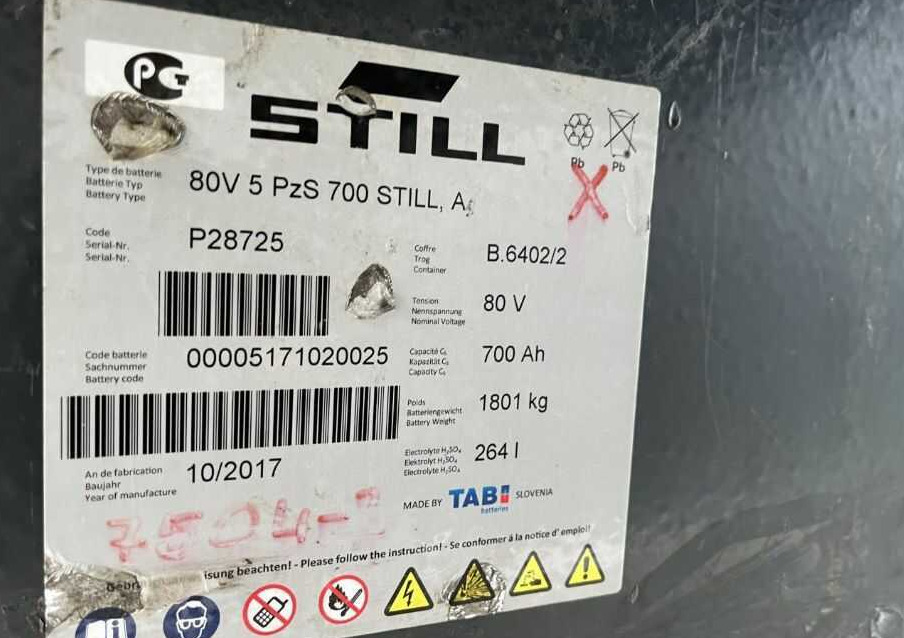 PG
STILL
Pb
Pb
Type de batterie
Batterie Typ
Battery Type
80V 5 PzS 700 STILL, A
Code
Serial-Nr.
Serial-Nr.
P28725
Coffre
Trog
Container
B.6402/2
Tension
Nennspannung
Nominal Voltage
80 V
Code batterie
Sachnummer
Battery code
00005171020025
Capacité C₅
Kapazität C₅
Capacity C₅
700 Ah
Poids
Batteriengewicht
Battery Weight
1801 kg
Electrolyte H₂SO₄
Elektrolyt H₂SO₄
Electrolyte H₂SO₄
264 l
An de fabrication
Baujahr
Year of manufacture
10/2017
MADE BY TAB batteries SLOVENIA
beachten! - Please follow the instruction! - Se conformer à la notice d' emploi!